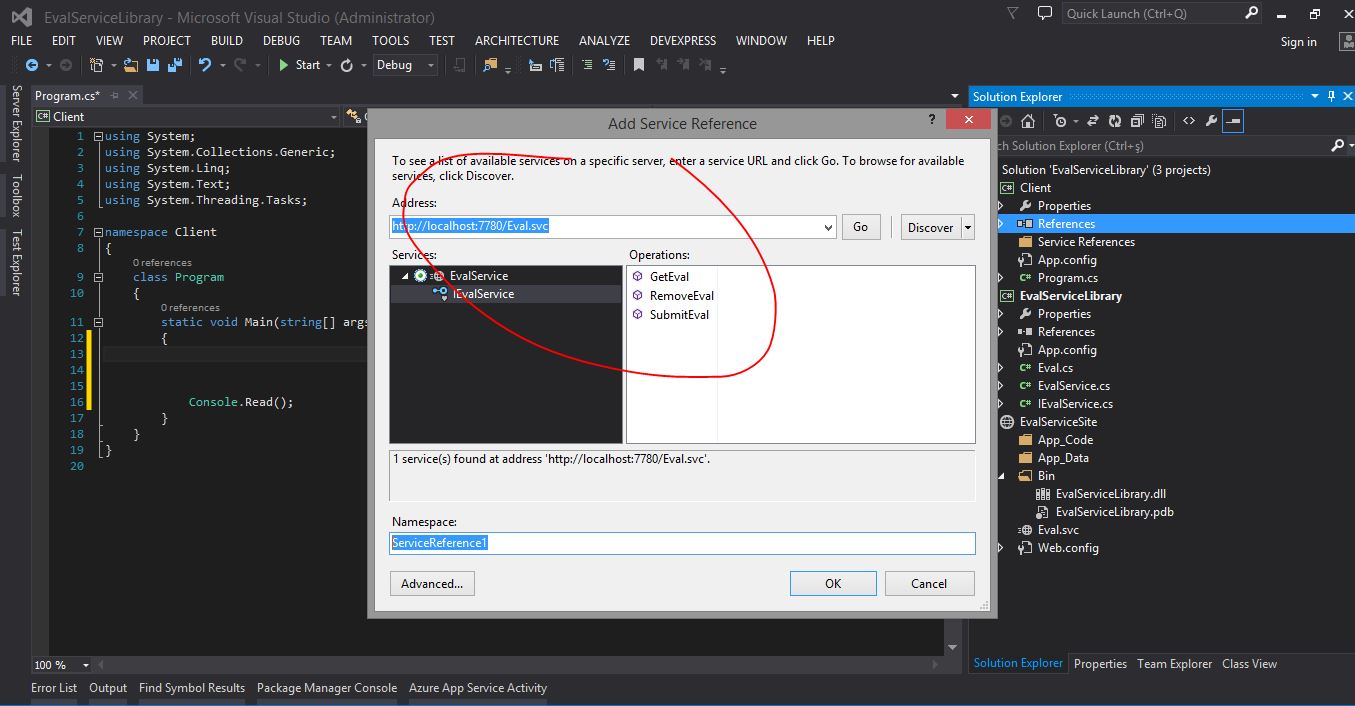 EvalServiceLibrary - Microsoft Visual Studio (Administrator)
Quick Launch (Ctrl+Q)
FILE EDIT VIEW PROJECT BUILD DEBUG TEAM TOOLS TEST ARCHITECTURE ANALYZE DEVEXPRESS WINDOW HELP
Sign in
Start Debug
Server Explorer
Toolbox
Test Explorer
Program.cs*
Client
1 using System;
2 using System.Collections.Generic;
3 using System.Linq;
4 using System.Text;
5 using System.Threading.Tasks;
6
7 namespace Client
8 {
0 references
9 class Program
10 {
0 references
11 static void Main(string[] args
12 {
13
14
15
16 Console.Read();
17 }
18 }
19 }
20
100 %
Add Service Reference
To see a list of available services on a specific server, enter a service URL and click Go. To browse for available
services, click Discover.
Address:
http://localhost:7780/Eval.svc
Go
Discover
Services:
EvalService
IEvalService
Operations:
GetEval
RemoveEval
SubmitEval
1 service(s) found at address 'http://localhost:7780/Eval.svc'.
Namespace:
ServiceReference1
Advanced...
OK
Cancel
Solution Explorer
ch Solution Explorer (Ctrl+ş)
Solution 'EvalServiceLibrary' (3 projects)
C# Client
Properties
References
Service References
App.config
C# Program.cs
C# EvalServiceLibrary
Properties
References
App.config
C# Eval.cs
C# EvalService.cs
C# IEvalService.cs
EvalServiceSite
App_Code
App_Data
Bin
EvalServiceLibrary.dll
EvalServiceLibrary.pdb
Eval.svc
Web.config
Solution Explorer Properties Team Explorer Class View
Error List Output Find Symbol Results Package Manager Console Azure App Service Activity